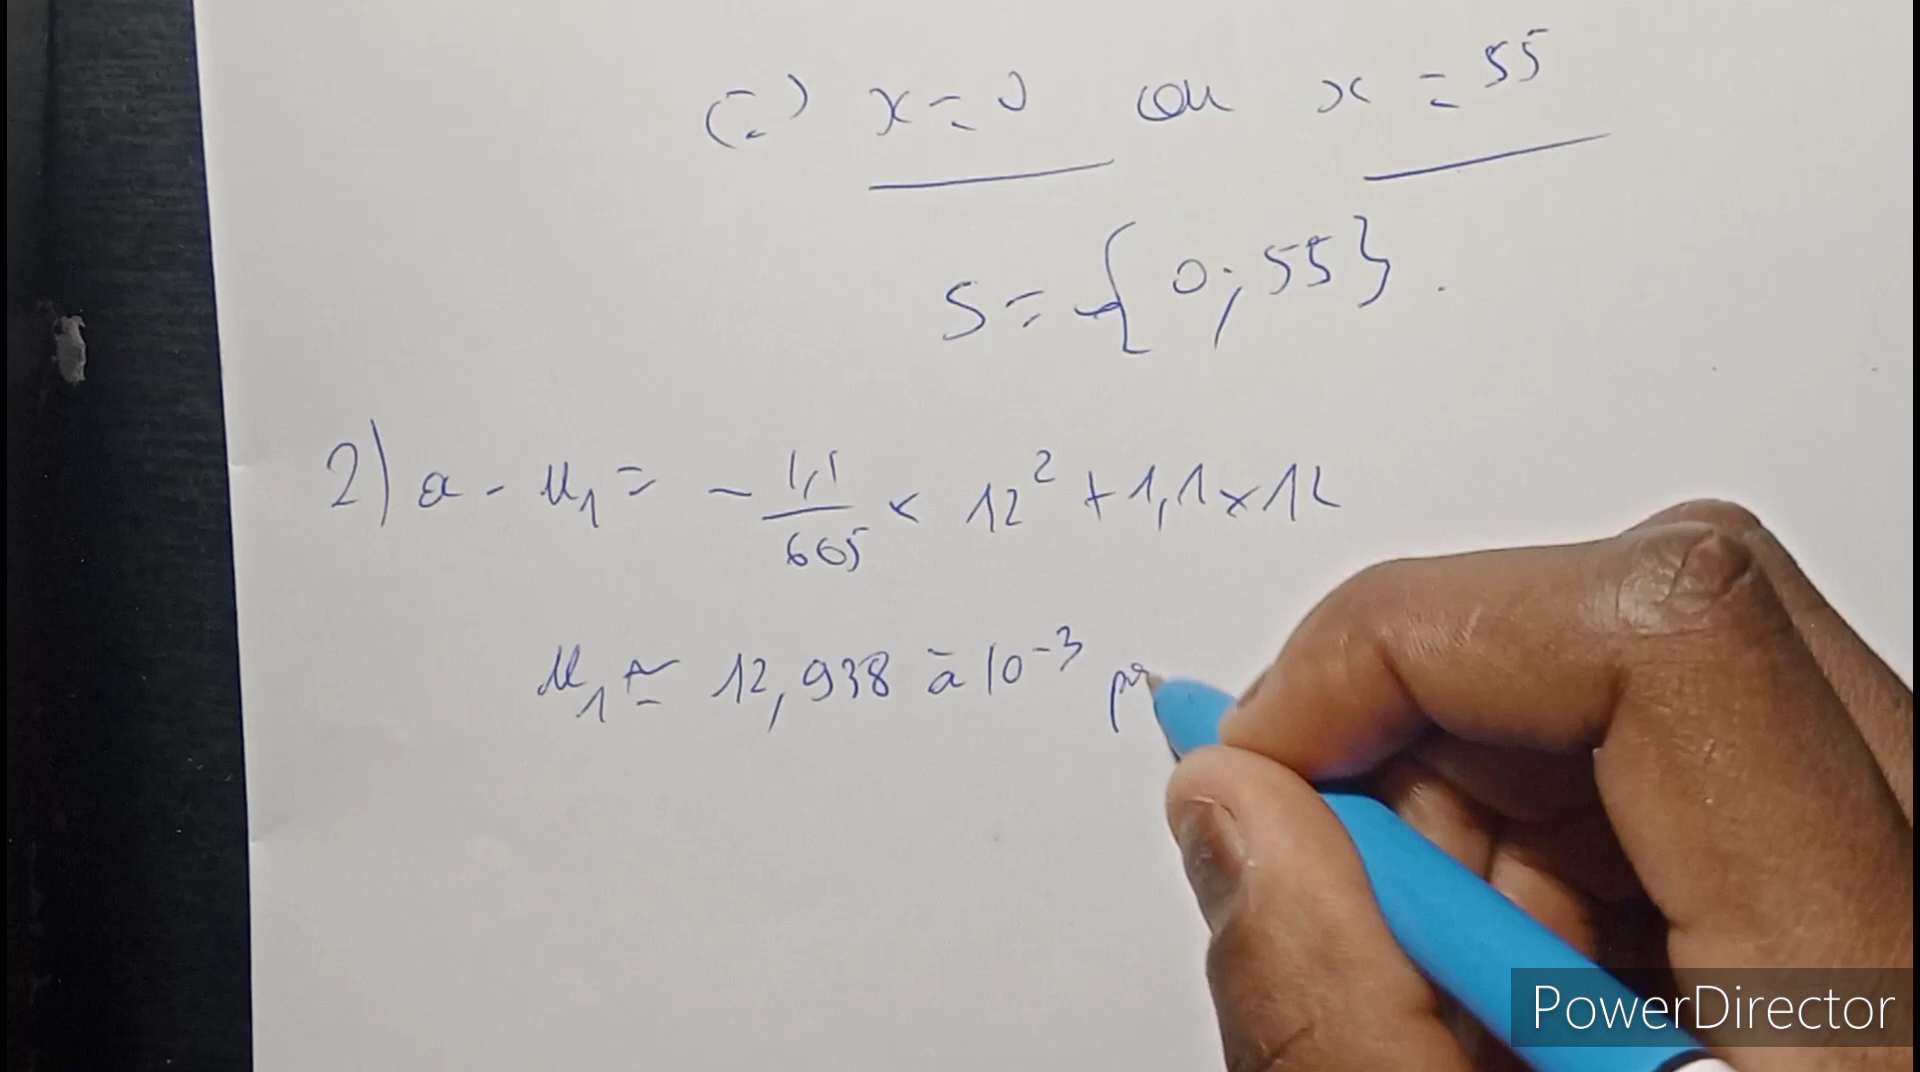 (=) x = 0 ou x = 55
S = {0; 55}.
2) a - u₁ = - 1,1/605 × 12² + 1,1 × 12
u₁ ≃ 12,938 à 10⁻³
PowerDirector